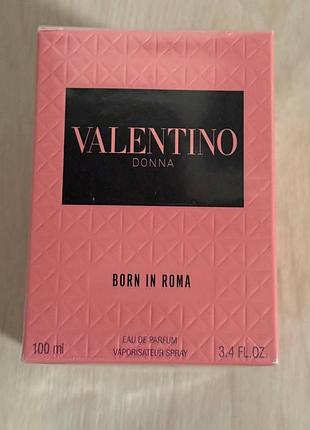 VALENTINO
DONNA
BORN IN ROMA
EAU DE PARFUM
100 ml VAPORISATEUR SPRAY 3.4 FL.OZ.